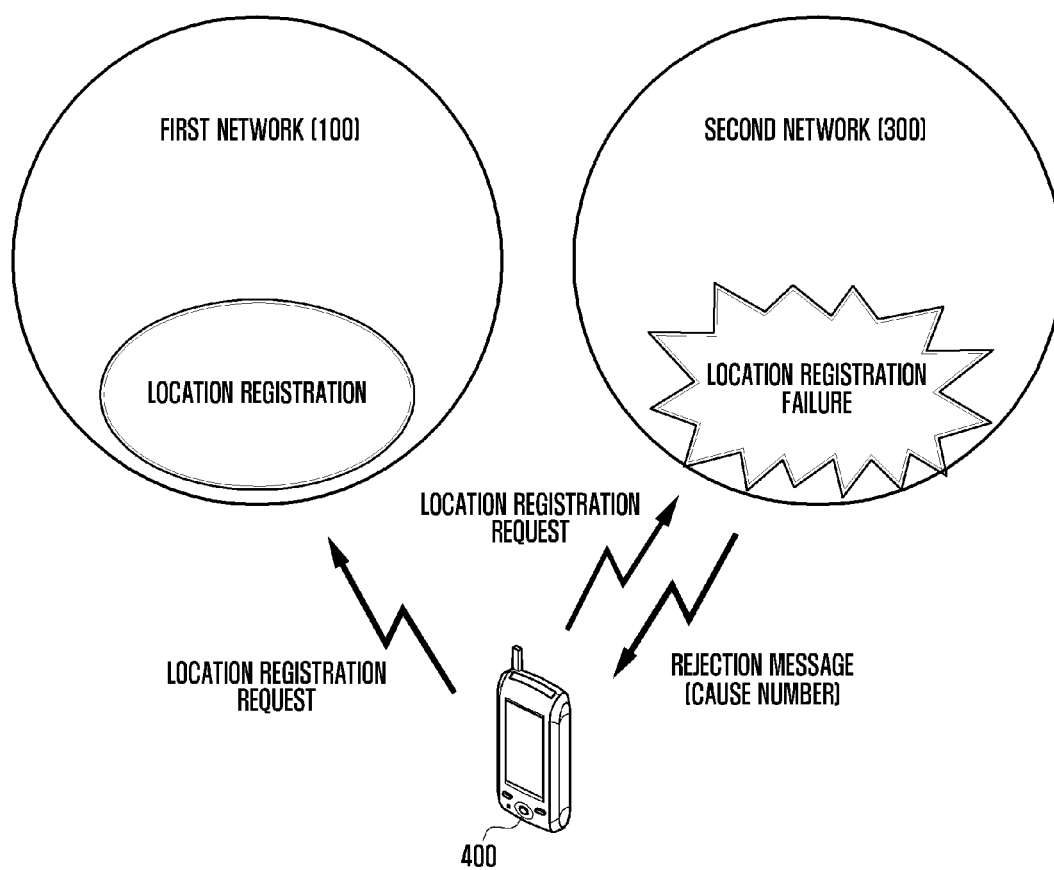 FIRST NETWORK (100)
SECOND NETWORK (300)
LOCATION REGISTRATION
LOCATION REGISTRATION
FAILURE
LOCATION REGISTRATION
REQUEST
LOCATION REGISTRATION
REQUEST
REJECTION MESSAGE
(CAUSE NUMBER)
400